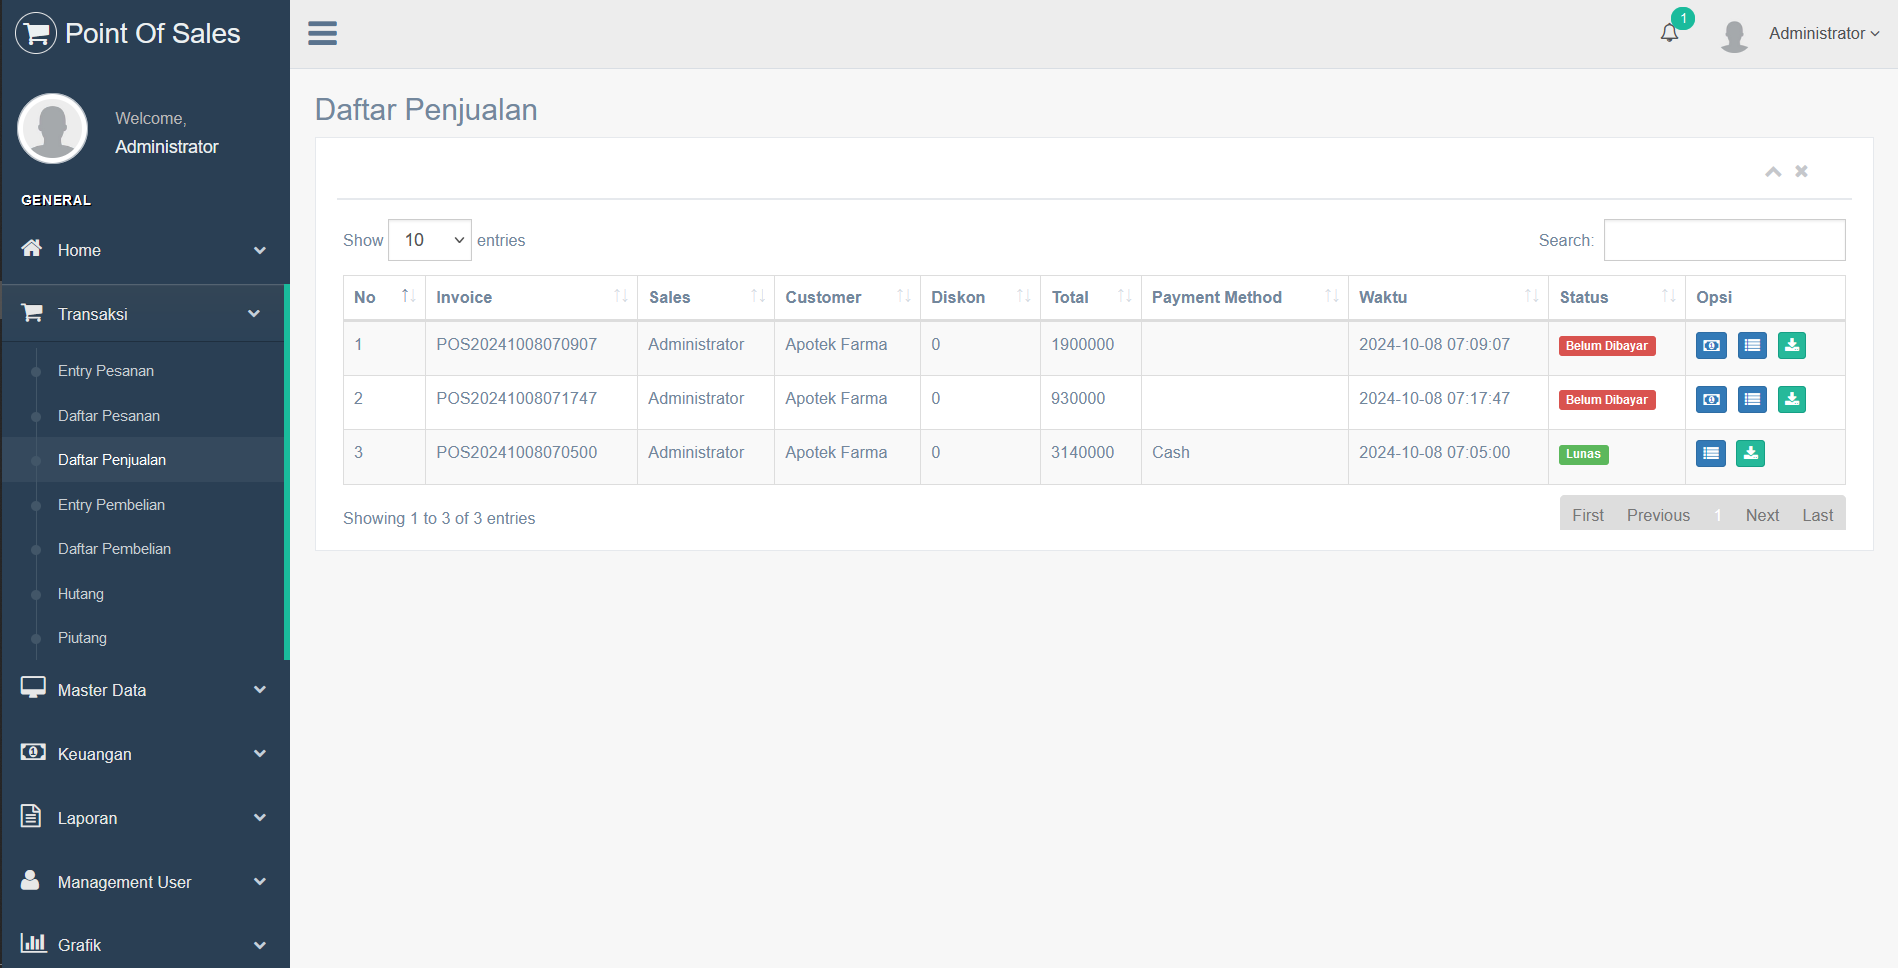 Point Of Sales
1
Administrator
Welcome,
Administrator
GENERAL
Home
Transaksi
Entry Pesanan
Daftar Pesanan
Daftar Penjualan
Entry Pembelian
Daftar Pembelian
Hutang
Piutang
Master Data
Keuangan
Laporan
Management User
Grafik
Daftar Penjualan
Show 10 entries
Search:
No Invoice Sales Customer Diskon Total Payment Method Waktu Status Opsi
1 POS20241008070907 Administrator Apotek Farma 0 1900000 2024-10-08 07:09:07 Belum Dibayar
2 POS20241008071747 Administrator Apotek Farma 0 930000 2024-10-08 07:17:47 Belum Dibayar
3 POS20241008070500 Administrator Apotek Farma 0 3140000 Cash 2024-10-08 07:05:00 Lunas
Showing 1 to 3 of 3 entries
First Previous 1 Next Last